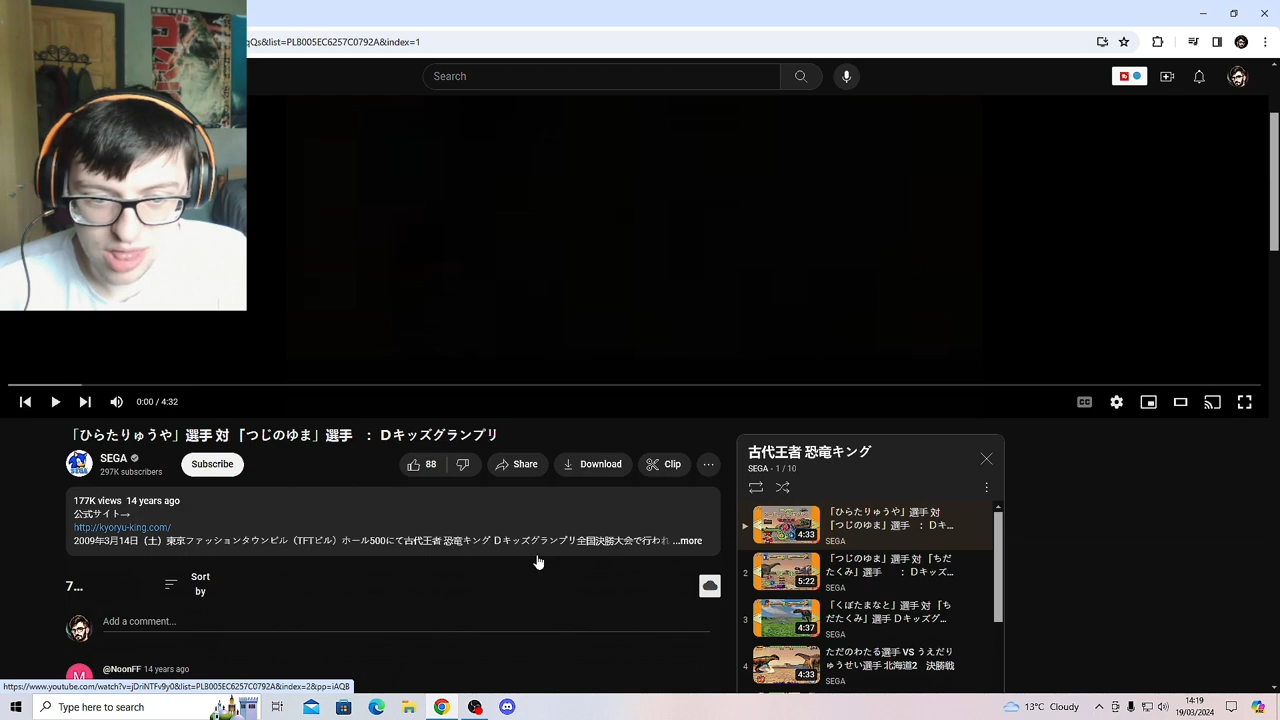 qQs&list=PLB005EC6257C0792A&index=1
Search
0:00 / 4:32
CC
「ひらたりゅうや」選手 対 「つじのゆま」選手　：Ｄキッズグランプリ
SEGA
297K subscribers
Subscribe
88
Share
Download
Clip
177K views  14 years ago
公式サイト→
http://kyoryu-king.com/
2009年3月14日（土）東京ファッションタウンビル（TFTビル）ホール500にて古代王者 恐竜キング Ｄキッズグランプリ全国決勝大会で行われ ...more
7...
Sort by
Add a comment...
@NoonFF 14 years ago
古代王者 恐竜キング
SEGA - 1 / 10
4:33
「ひらたりゅうや」選手 対
「つじのゆま」選手　：Ｄキ...
SEGA
2
5:22
「つじのゆま」選手 対 「ちだ
たくみ」選手　：Ｄキッズ...
SEGA
3
4:37
「くぼたまなと」選手 対「ち
だたくみ」選手 Ｄキッズグ...
SEGA
4
4:33
ただのわたる選手 VS うえだり
ゅうせい選手 北海道2　決勝戦
SEGA
https://www.youtube.com/watch?v=jDriNTFv9y0&list=PLB005EC6257C0792A&index=2&pp=iAQB
Type here to search
13°C Cloudy
14:19
19/03/2024